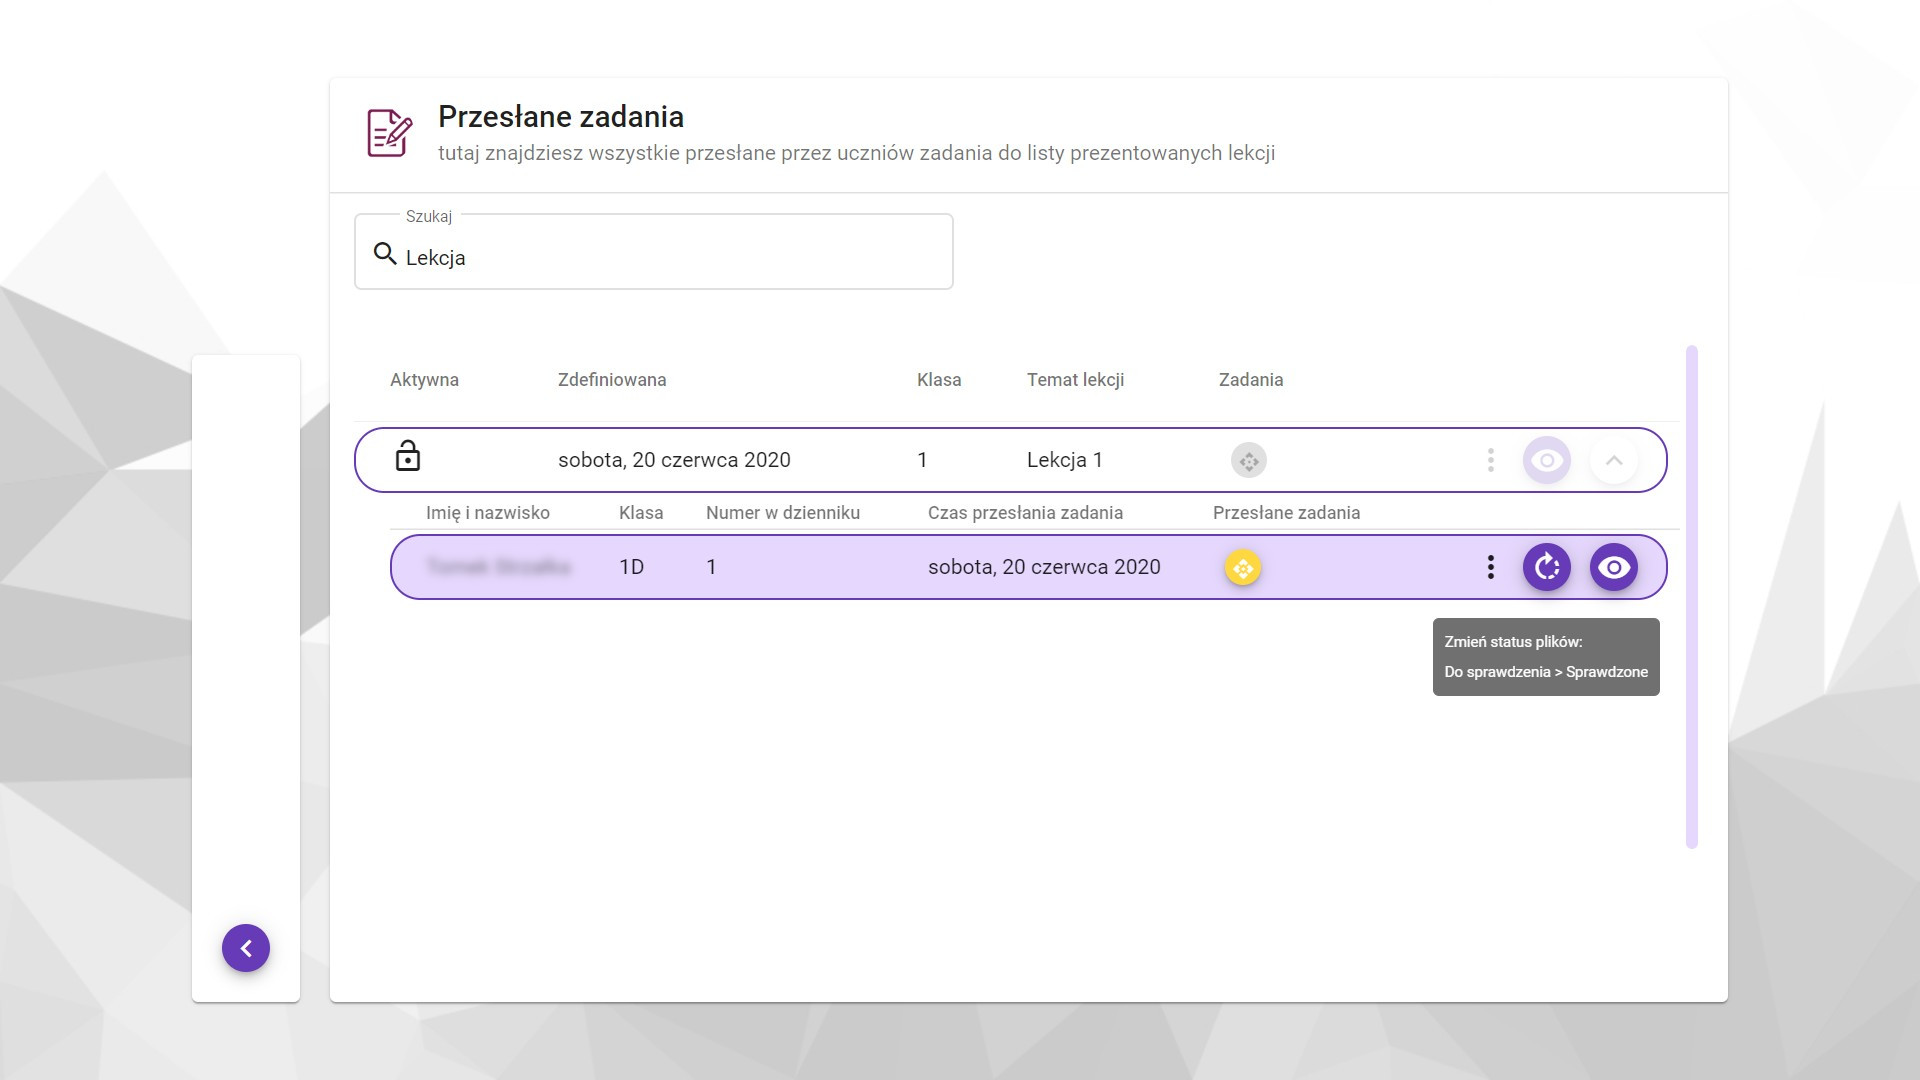 Przesłane zadania
tutaj znajdziesz wszystkie przesłane przez uczniów zadania do listy prezentowanych lekcji
Szukaj
Lekcja
Aktywna Zdefiniowana Klasa Temat lekcji Zadania
sobota, 20 czerwca 2020 1 Lekcja 1
Imię i nazwisko Klasa Numer w dzienniku Czas przesłania zadania Przesłane zadania
1D 1 sobota, 20 czerwca 2020
Zmień status plików:
Do sprawdzenia > Sprawdzone